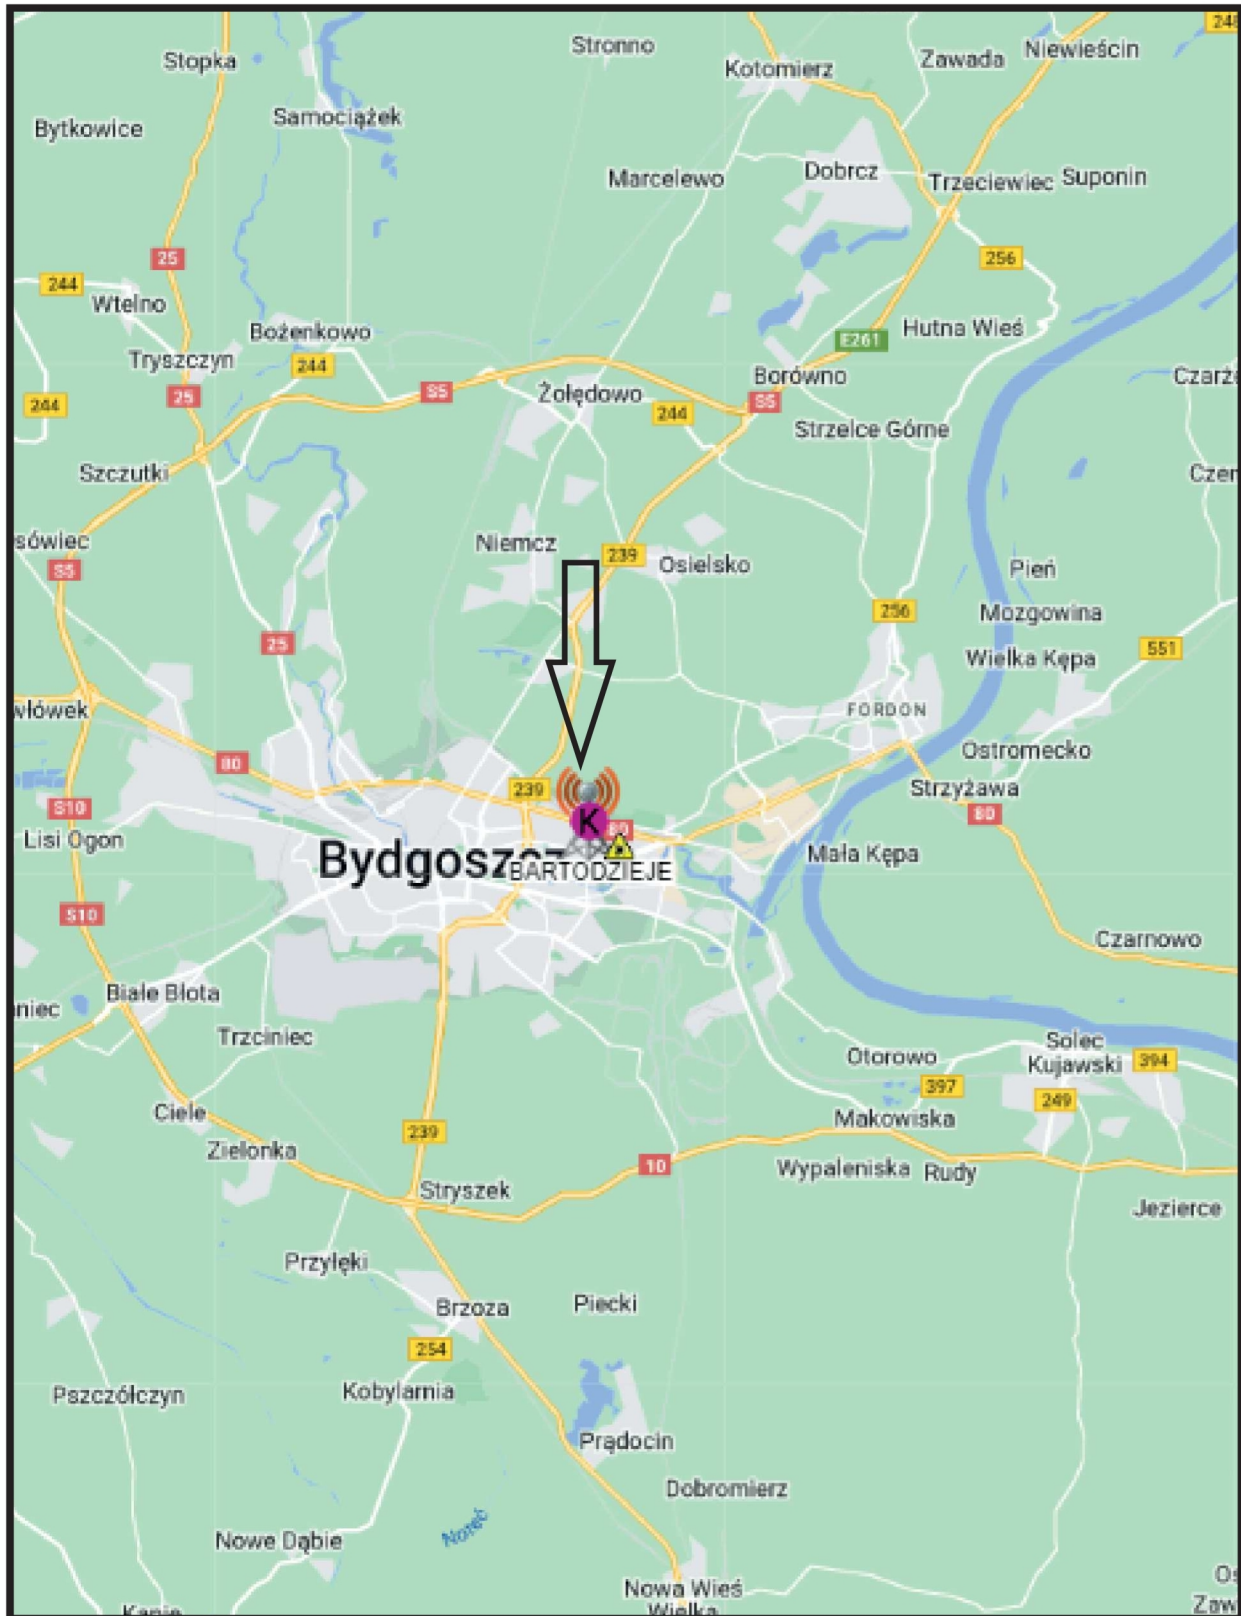 Stopka
Stronno
Kotomierz
Zawada
Niewieścin
Bytkowice
Samociążek
Marcelewo
Dobrcz
Trzeciewiec
Suponin
25
244
256
Wtelno
Bożenkowo
E261
Hutna Wieś
Tryszczyn
244
Borówno
25
S5
Żołędowo
S5
244
244
Strzelce Górne
Szczutki
sówiec
S5
Niemcz
239
Osielsko
Pień
256
Mozgowina
25
551
Wielka Kępa
włówek
FORDON
80
Ostromecko
239
Strzyżawa
S10
K
80
80
Lisi Ogon
Bydgoszcz
Mała Kępa
BARTODZIEJE
S10
Czarnowo
Białe Błota
niec
Trzciniec
Otorowo
Solec
Kujawski
394
397
249
Ciele
Makowiska
239
Zielonka
10
Wypaleniska
Rudy
Stryszek
Jezierce
Przyłęki
Brzoza
Piecki
254
Pszczółczyn
Kobylarnia
Prądocin
Dobromierz
Noteć
Nowe Dąbie
Nowa Wieś
Wielka